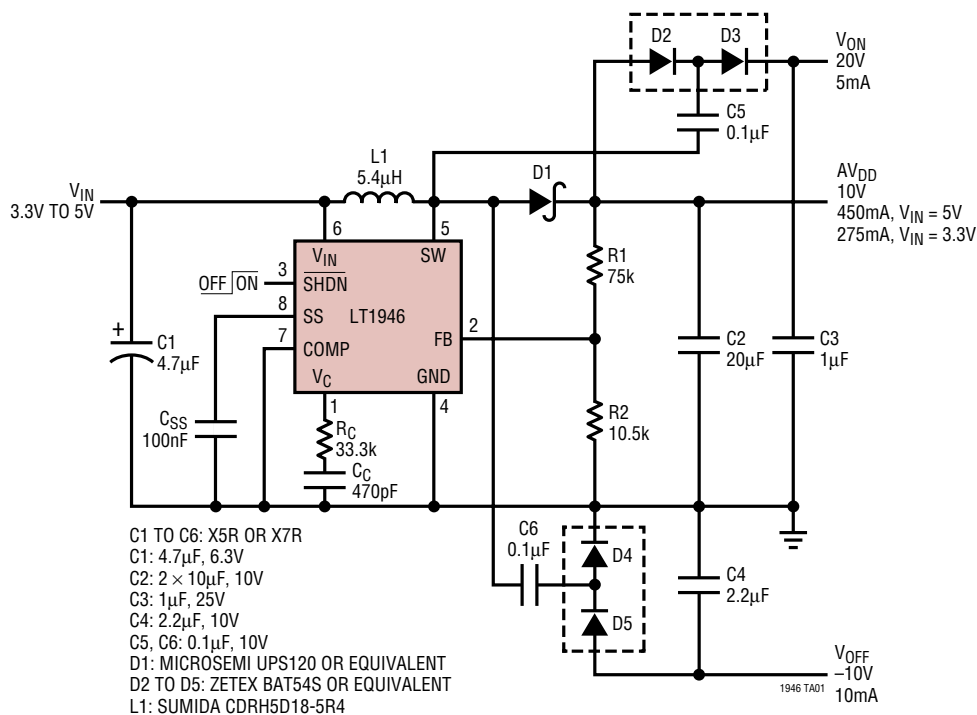 D2
D3
V_ON
20V
5mA
C5
0.1µF
L1
5.4µH
D1
V_IN
3.3V TO 5V
AV_DD
10V
450mA, V_IN = 5V
275mA, V_IN = 3.3V
6
5
V_IN
SW
3
SHDN
OFF ON
8
SS
LT1946
7
COMP
FB
2
V_C
GND
1
4
R1
75k
R2
10.5k
C1
+
4.7µF
C_SS
100nF
R_C
33.3k
C_C
470pF
C2
20µF
C3
1µF
C6
0.1µF
D4
D5
C4
2.2µF
V_OFF
–10V
10mA
1946 TA01
C1 TO C6: X5R OR X7R
C1: 4.7µF, 6.3V
C2: 2 × 10µF, 10V
C3: 1µF, 25V
C4: 2.2µF, 10V
C5, C6: 0.1µF, 10V
D1: MICROSEMI UPS120 OR EQUIVALENT
D2 TO D5: ZETEX BAT54S OR EQUIVALENT
L1: SUMIDA CDRH5D18-5R4